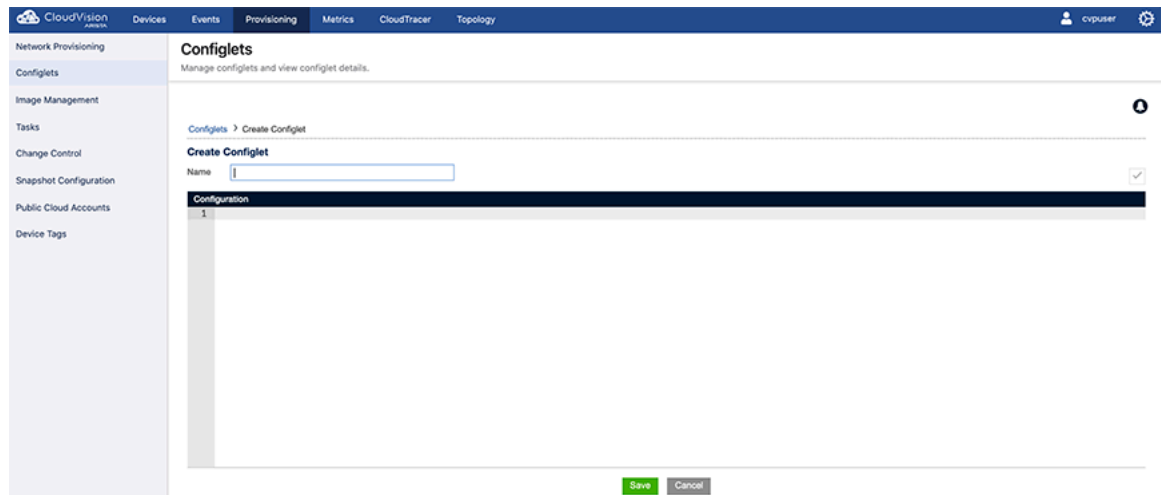 CloudVision Devices Events Provisioning Metrics CloudTracer Topology cvpuser
ARISTA
Network Provisioning
Configlets
Image Management
Tasks
Change Control
Snapshot Configuration
Public Cloud Accounts
Device Tags
Configlets
Manage configlets and view configlet details.
Configlets > Create Configlet
Create Configlet
Name
Configuration
1
Save Cancel